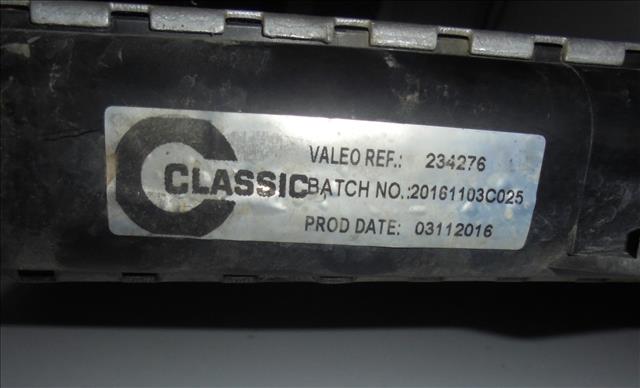 VALEO REF.: 234276
C CLASSIC BATCH NO.:20161103C025
PROD DATE: 03112016